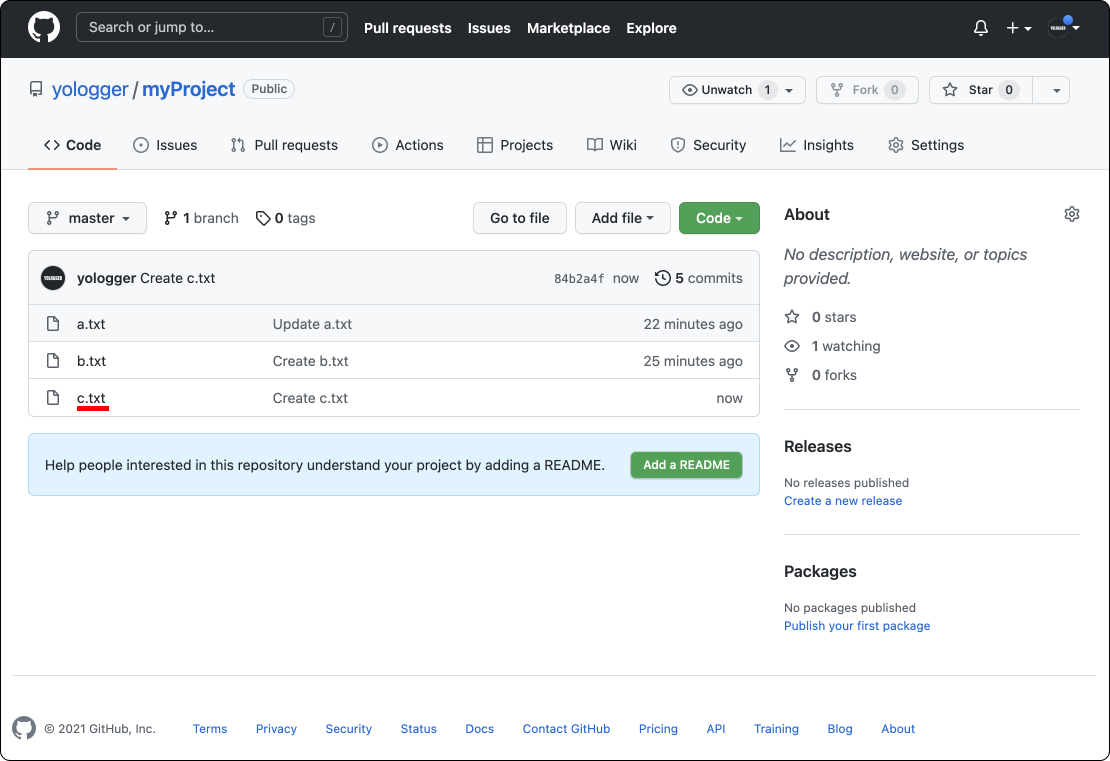 Search or jump to... /
Pull requests Issues Marketplace Explore
yologger / myProject Public
Unwatch 1 Fork 0 Star 0
Code Issues Pull requests Actions Projects Wiki Security Insights Settings
master 1 branch 0 tags Go to file Add file Code
yologger Create c.txt 84b2a4f now 5 commits
a.txt Update a.txt 22 minutes ago
b.txt Create b.txt 25 minutes ago
c.txt Create c.txt now
Help people interested in this repository understand your project by adding a README. Add a README
About
No description, website, or topics
provided.
0 stars
1 watching
0 forks
Releases
No releases published
Create a new release
Packages
No packages published
Publish your first package
© 2021 GitHub, Inc. Terms Privacy Security Status Docs Contact GitHub Pricing API Training Blog About